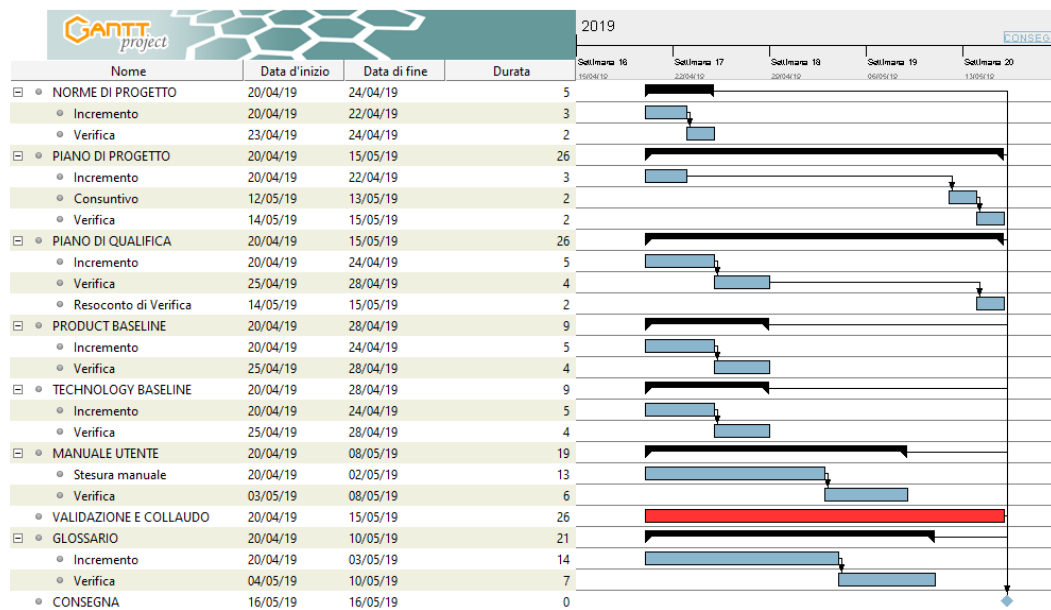 GANTT
project
2019
CONSEG
Settimana 16 Settimana 17 Settimana 18 Settimana 19 Settimana 20
15/04/19 22/04/19 29/04/19 06/05/19 13/05/19
Nome Data d'inizio Data di fine Durata
NORME DI PROGETTO 20/04/19 24/04/19 5
Incremento 20/04/19 22/04/19 3
Verifica 23/04/19 24/04/19 2
PIANO DI PROGETTO 20/04/19 15/05/19 26
Incremento 20/04/19 22/04/19 3
Consuntivo 12/05/19 13/05/19 2
Verifica 14/05/19 15/05/19 2
PIANO DI QUALIFICA 20/04/19 15/05/19 26
Incremento 20/04/19 24/04/19 5
Verifica 25/04/19 28/04/19 4
Resoconto di Verifica 14/05/19 15/05/19 2
PRODUCT BASELINE 20/04/19 28/04/19 9
Incremento 20/04/19 24/04/19 5
Verifica 25/04/19 28/04/19 4
TECHNOLOGY BASELINE 20/04/19 28/04/19 9
Incremento 20/04/19 24/04/19 5
Verifica 25/04/19 28/04/19 4
MANUALE UTENTE 20/04/19 08/05/19 19
Stesura manuale 20/04/19 02/05/19 13
Verifica 03/05/19 08/05/19 6
VALIDAZIONE E COLLAUDO 20/04/19 15/05/19 26
GLOSSARIO 20/04/19 10/05/19 21
Incremento 20/04/19 03/05/19 14
Verifica 04/05/19 10/05/19 7
CONSEGNA 16/05/19 16/05/19 0